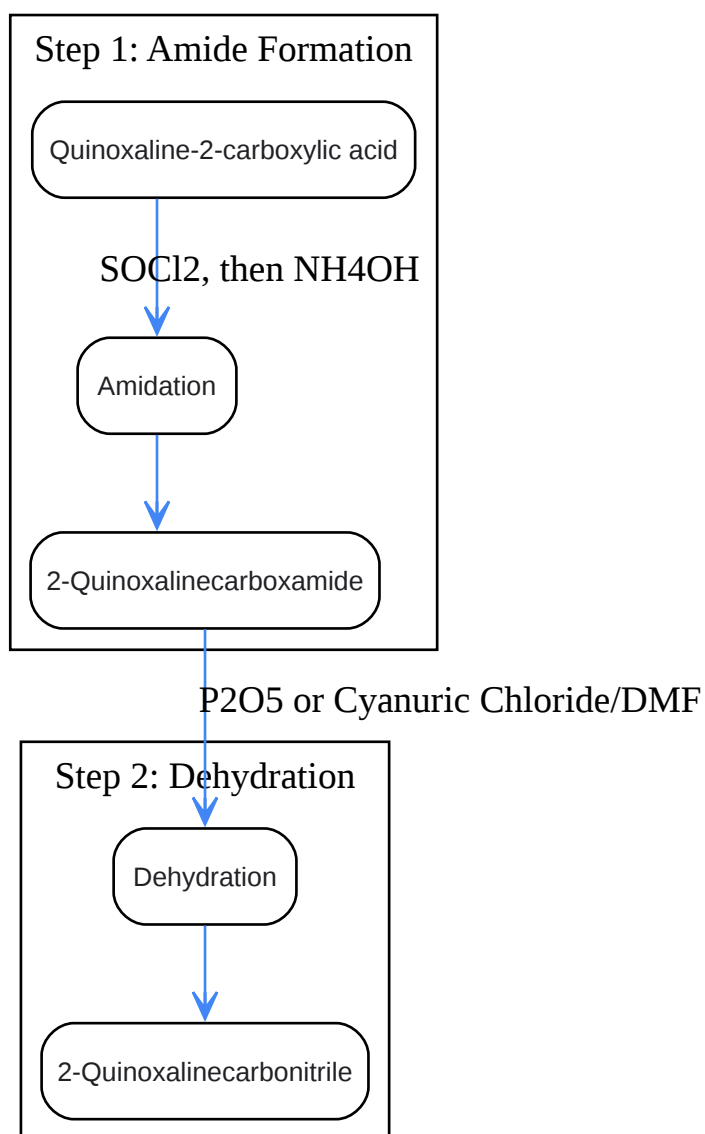 Step 1: Amide Formation
Quinoxaline-2-carboxylic acid
SOCl2, then NH4OH
Amidation
2-Quinoxalinecarboxamide
P2O5 or Cyanuric Chloride/DMF
Step 2: Dehydration
Dehydration
2-Quinoxalinecarbonitrile